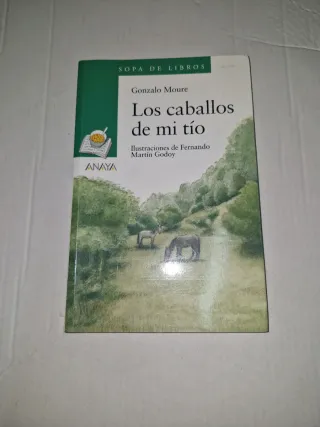 SOPA DE LIBROS
Gonzalo Moure
Los caballos
de mi tío
Ilustraciones de Fernando
Martín Godoy
ANAYA